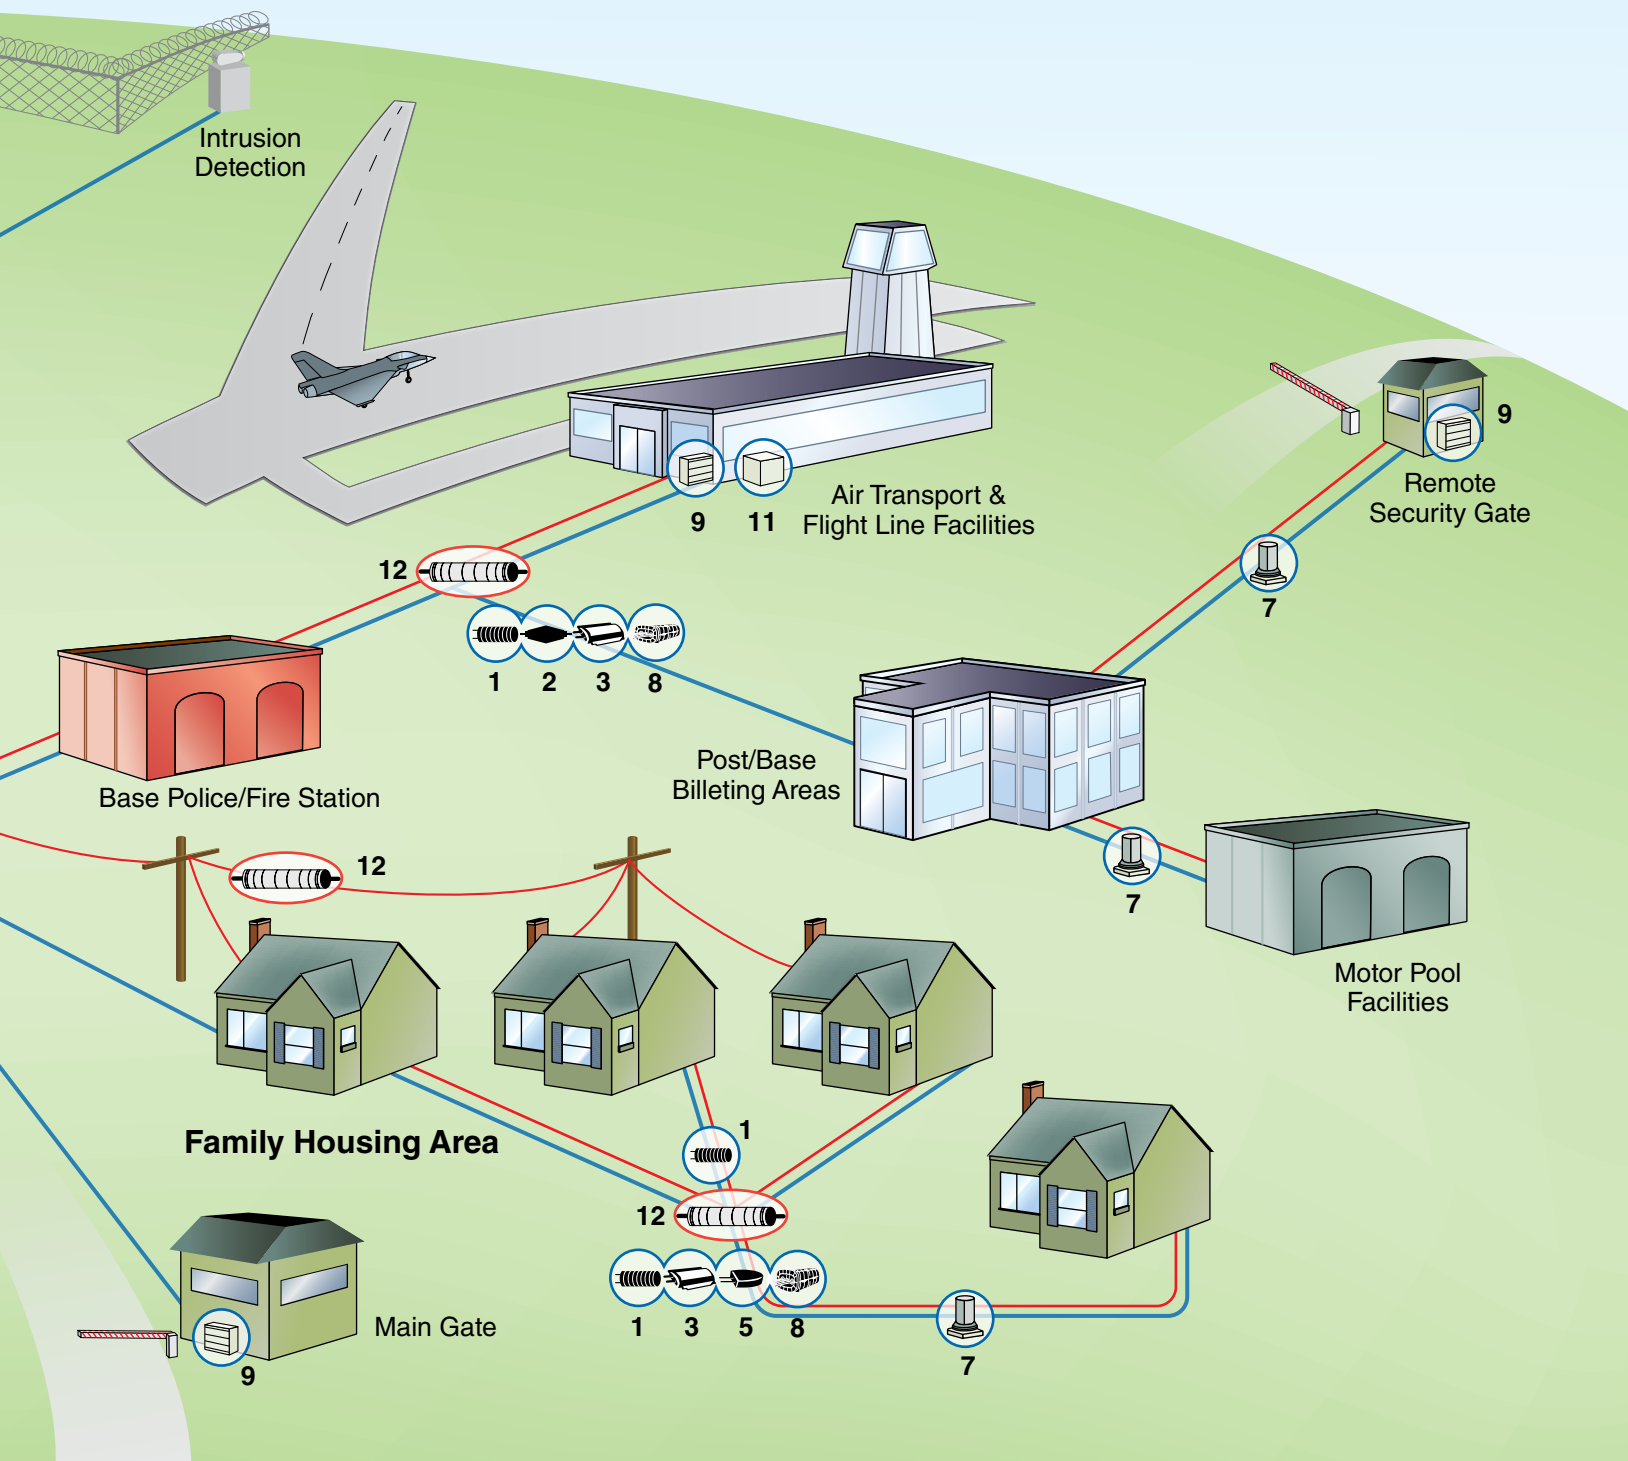 Intrusion
Detection
9
Remote
Security Gate
Air Transport &
Flight Line Facilities
9 11
12
7
1 2 3 8
Post/Base
Billeting Areas
Base Police/Fire Station
12
7
Motor Pool
Facilities
Family Housing Area
1
12
1 3 5 8
Main Gate
9
7